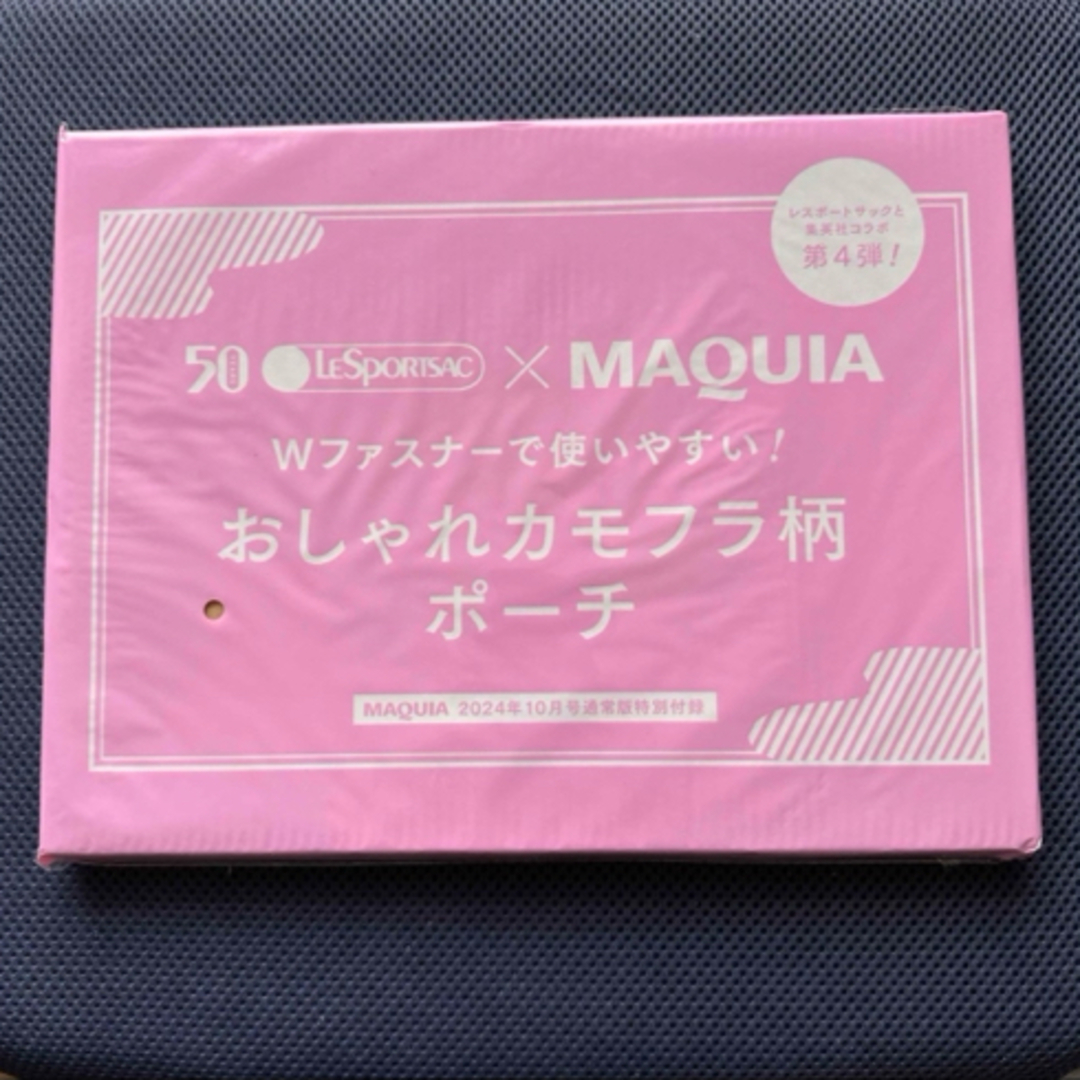 レスポートサックと
集英社コラボ
第4弾!
50 LESPORTSAC × MAQUIA
Wファスナーで使いやすい!
おしゃれカモフラ柄
ポーチ
MAQUIA 2024年10月号通常版特別付録